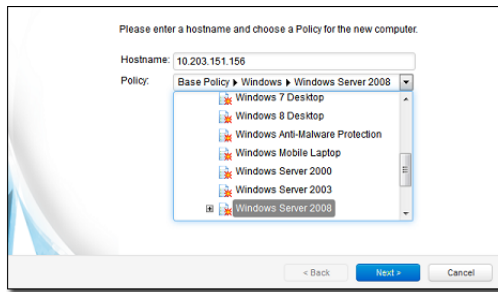 Please enter a hostname and choose a Policy for the new computer.
Hostname: 10.203.151.156
Policy: Base Policy ▸ Windows ▸ Windows Server 2008
Windows 7 Desktop
Windows 8 Desktop
Windows Anti-Malware Protection
Windows Mobile Laptop
Windows Server 2000
Windows Server 2003
Windows Server 2008
< Back Next > Cancel